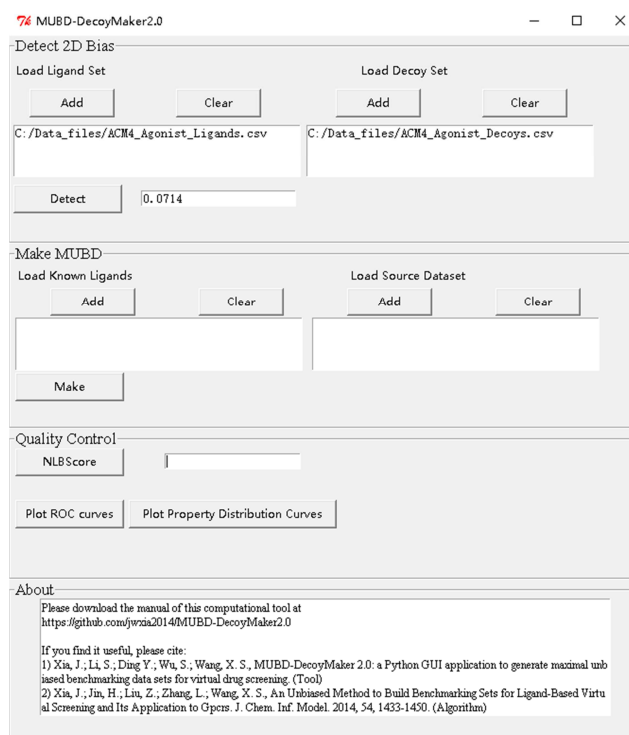 MUBD-DecoyMaker2.0
Detect 2D Bias
Load Ligand Set Load Decoy Set
Add Clear Add Clear
C:/Data_files/ACM4_Agonist_Ligands.csv C:/Data_files/ACM4_Agonist_Decoys.csv
Detect 0.0714
Make MUBD
Load Known Ligands Load Source Dataset
Add Clear Add Clear
Make
Quality Control
NLBScore
Plot ROC curves Plot Property Distribution Curves
About
Please download the manual of this computational tool at
https://github.com/jwxia2014/MUBD-DecoyMaker2.0
If you find it useful, please cite:
1) Xia, J.; Li, S.; Ding Y.; Wu, S.; Wang, X. S., MUBD-DecoyMaker 2.0: a Python GUI application to generate maximal unb
iased benchmarking data sets for virtual drug screening. (Tool)
2) Xia, J.; Jin, H.; Liu, Z.; Zhang, L.; Wang, X. S., An Unbiased Method to Build Benchmarking Sets for Ligand-Based Virtu
al Screening and Its Application to Gpcrs. J. Chem. Inf. Model. 2014, 54, 1433-1450. (Algorithm)